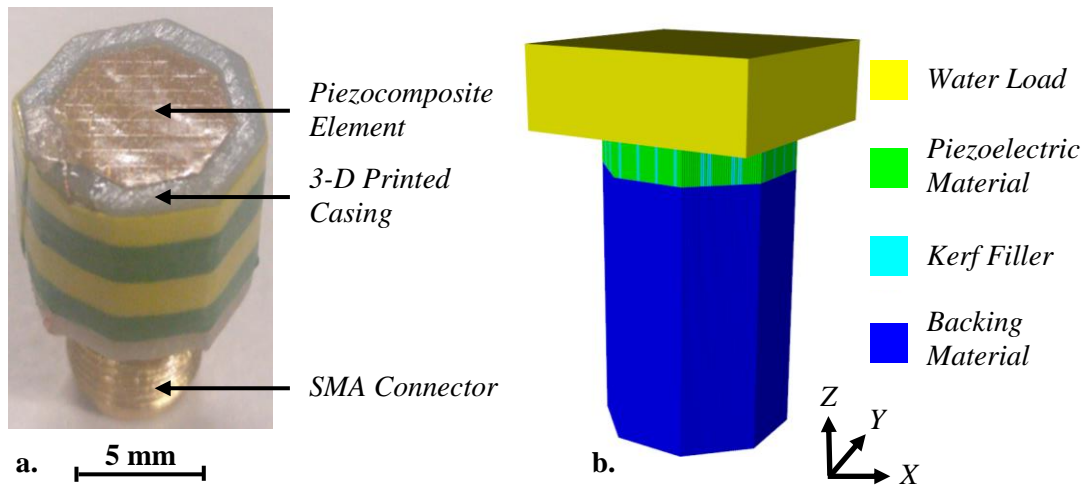 Piezocomposite
Element
3-D Printed
Casing
SMA Connector
a.
5 mm
Water Load
Piezoelectric
Material
Kerf Filler
Backing
Material
b.
Z
Y
X